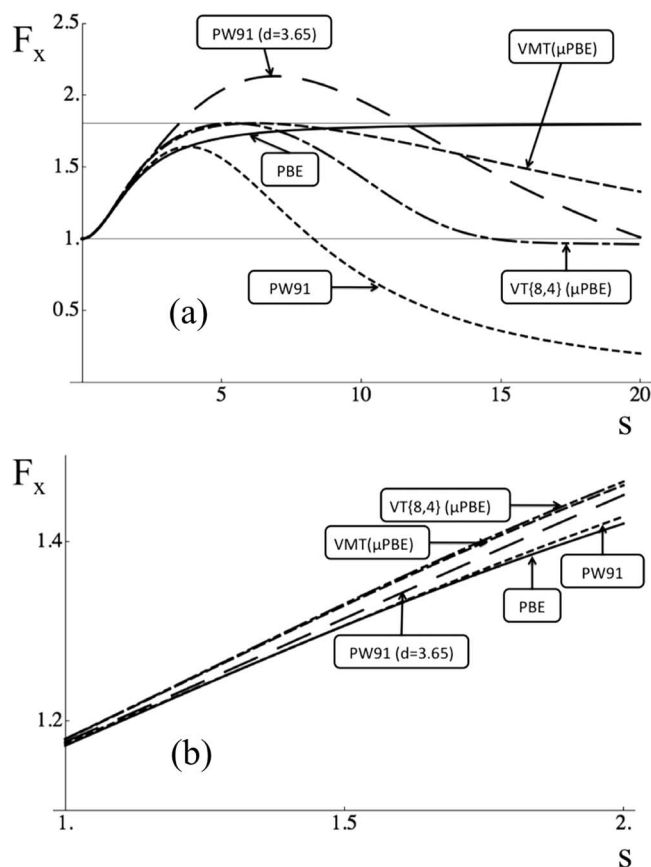 Fx
2.5
PW91 (d=3.65)
VMT(μPBE)
2.
1.5
PBE
1.
VT{8,4} (μPBE)
PW91
0.5
(a)
5
10
15
20
s
Fx
VT{8,4} (μPBE)
1.4
VMT(μPBE)
PW91
PBE
PW91 (d=3.65)
1.2
(b)
1.
1.5
2.
s